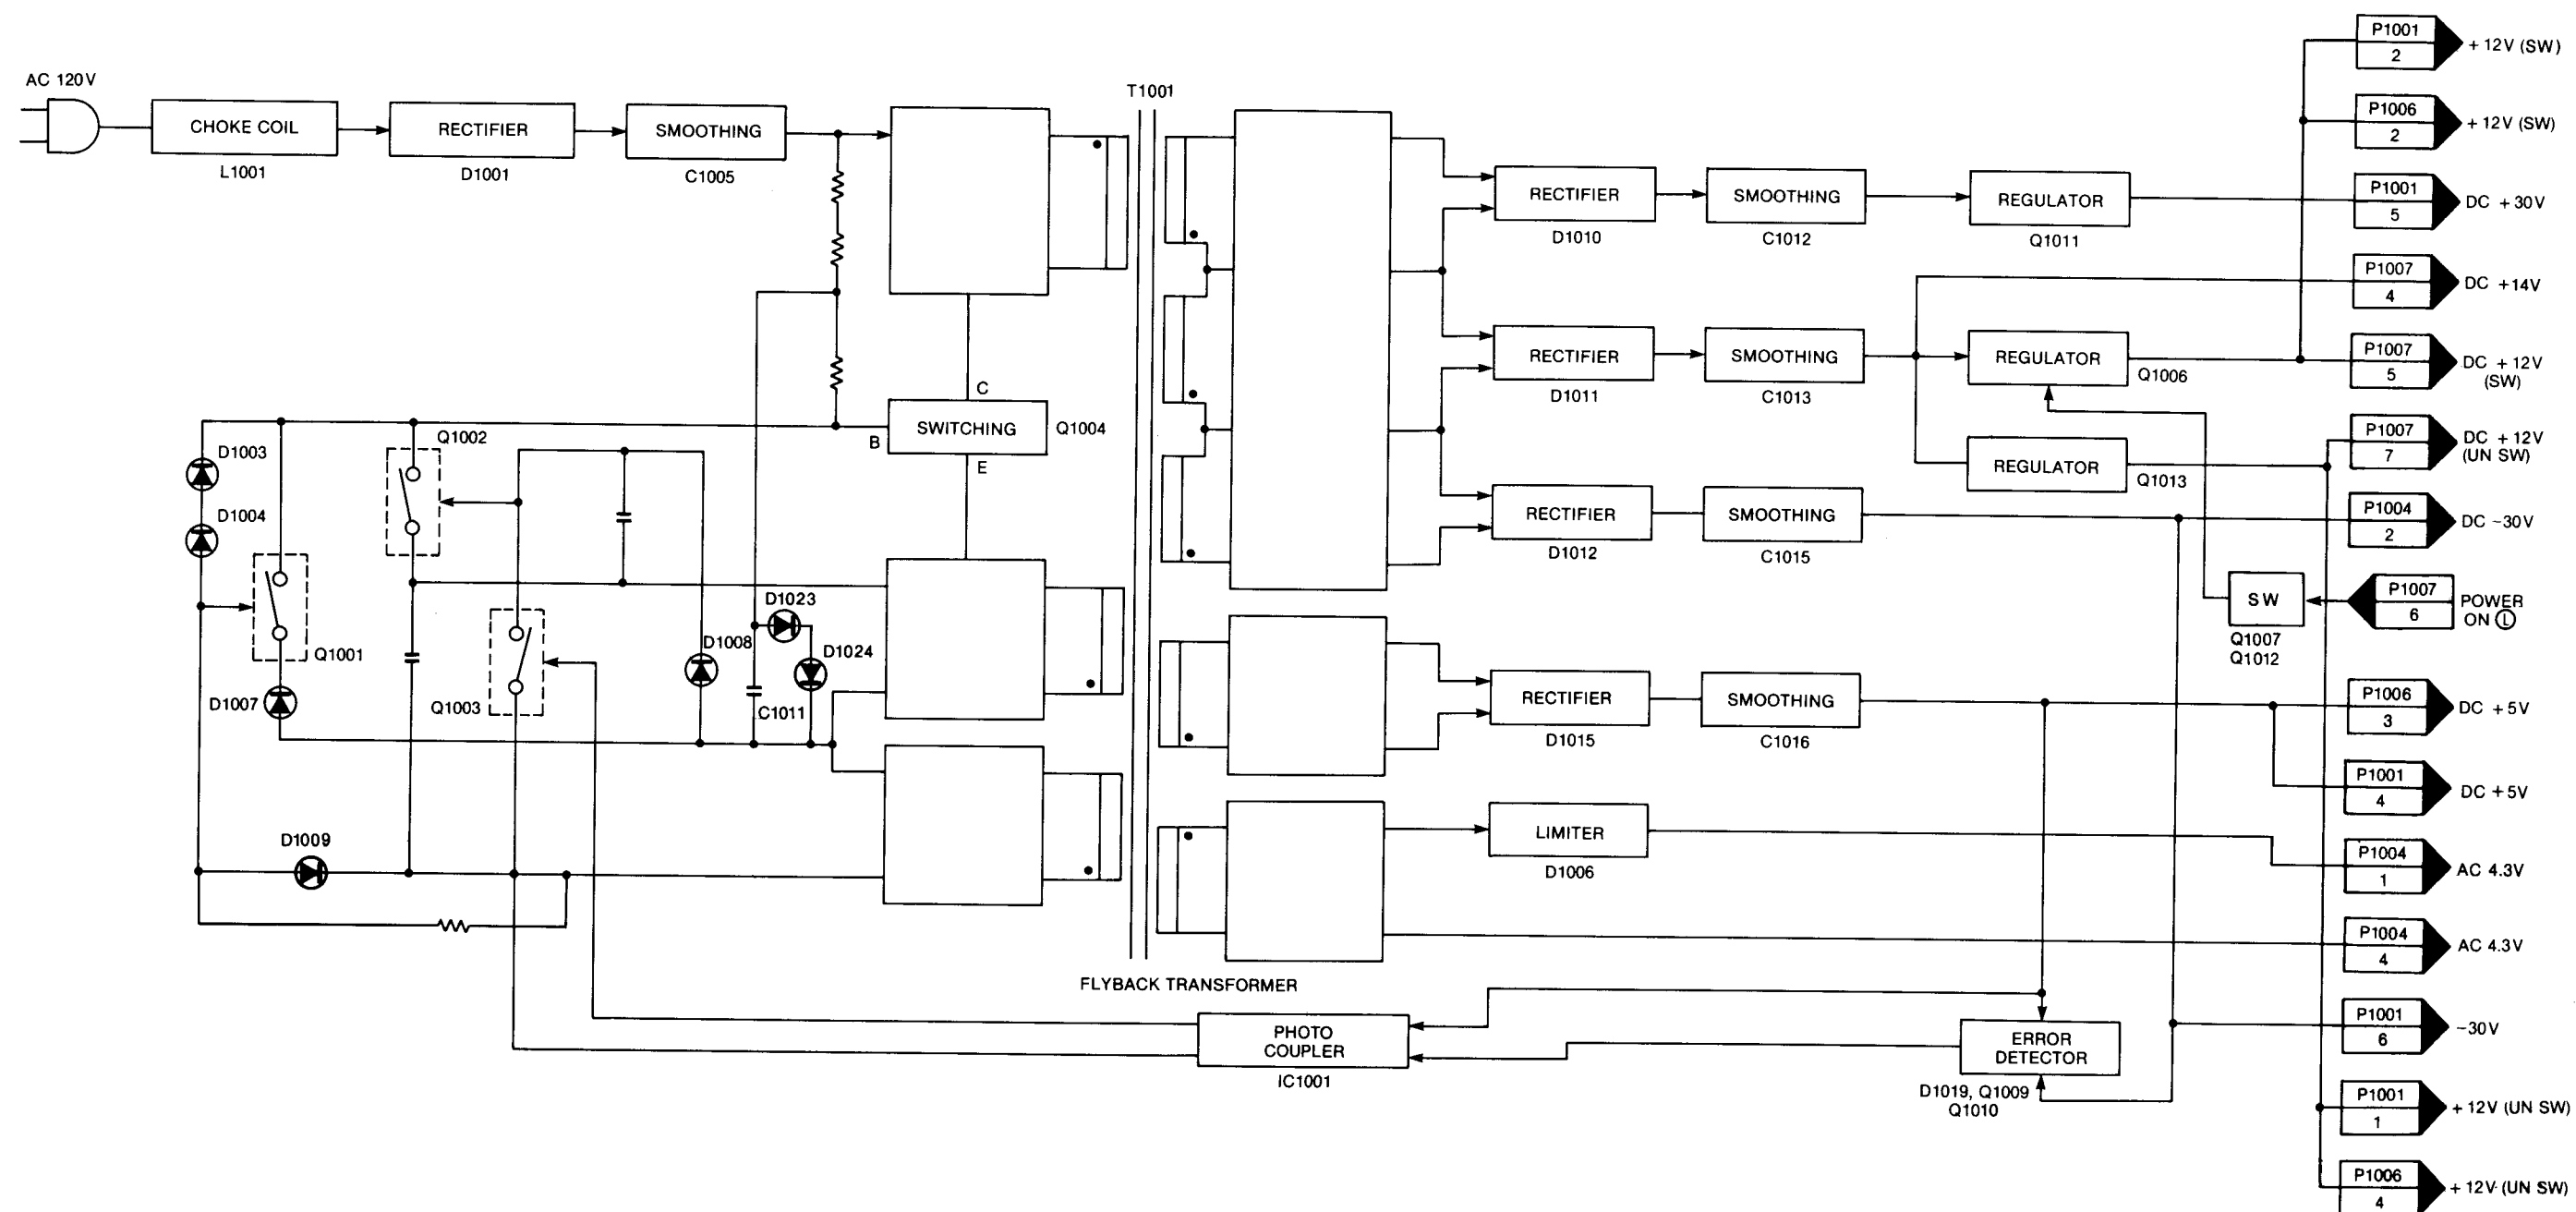 AC 120V
CHOKE COIL
L1001
RECTIFIER
D1001
SMOOTHING
C1005
T1001
C
SWITCHING
Q1004
B
E
D1003
D1004
Q1002
Q1001
D1007
Q1003
D1008
D1023
D1024
C1011
D1009
FLYBACK TRANSFORMER
PHOTO
COUPLER
IC1001
RECTIFIER
D1010
SMOOTHING
C1012
REGULATOR
Q1011
RECTIFIER
D1011
SMOOTHING
C1013
REGULATOR
Q1006
REGULATOR
Q1013
RECTIFIER
D1012
SMOOTHING
C1015
SW
Q1007
Q1012
RECTIFIER
D1015
SMOOTHING
C1016
LIMITER
D1006
ERROR
DETECTOR
D1019, Q1009
Q1010
P1001
2
+ 12V (SW)
P1006
2
+ 12V (SW)
P1001
5
DC + 30V
P1007
4
DC +14V
P1007
5
DC + 12V
(SW)
P1007
7
DC + 12V
(UN SW)
P1004
2
DC -30V
P1007
6
POWER
ON Ⓛ
P1006
3
DC + 5V
P1001
4
DC + 5V
P1004
1
AC 4.3V
P1004
4
AC 4.3V
P1001
6
-30V
P1001
1
+ 12V (UN SW)
P1006
4
+ 12V (UN SW)